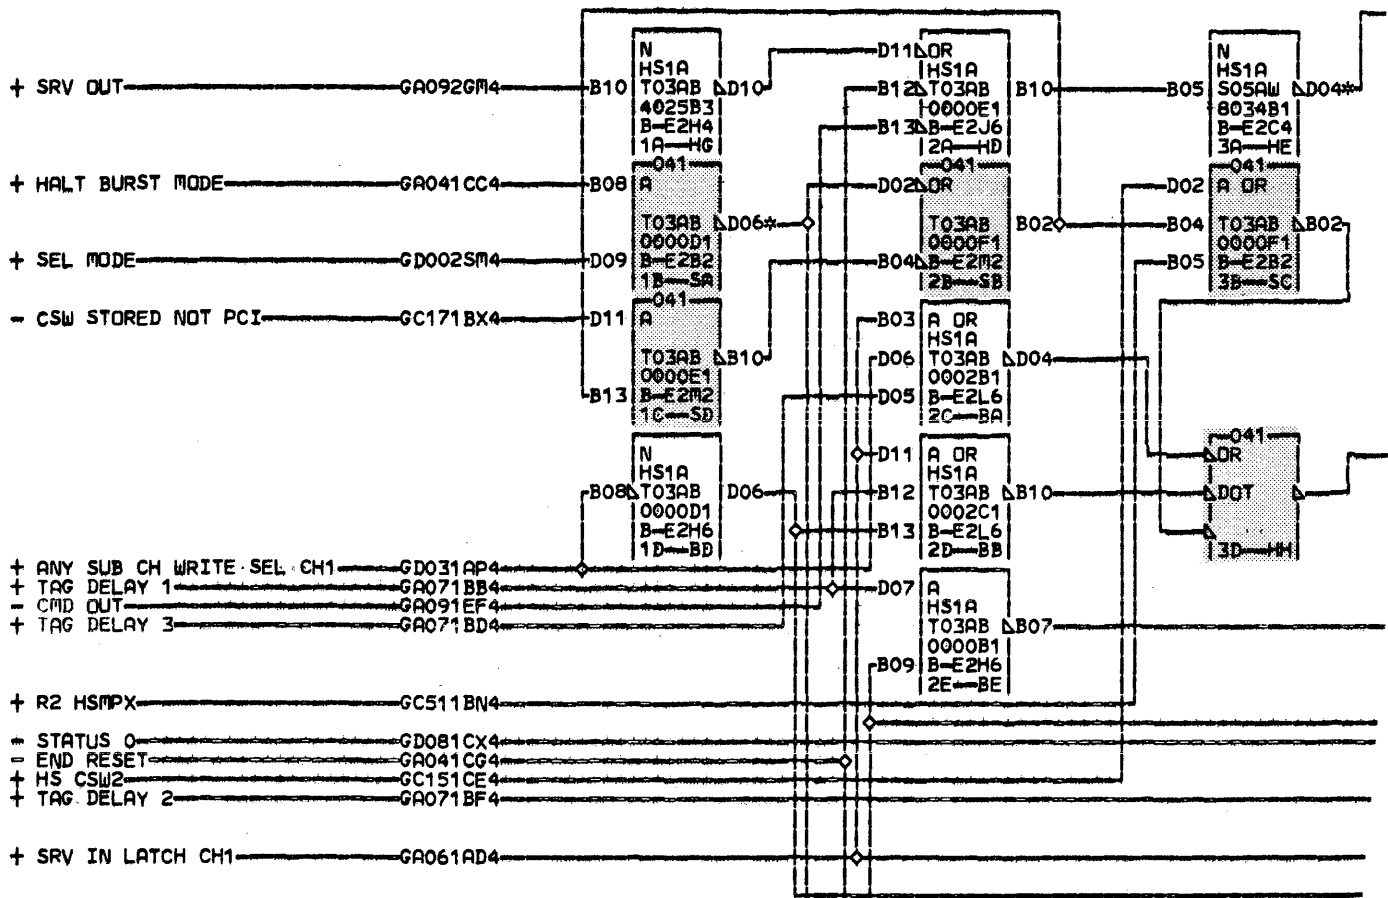 + SRV OUT GA092GM4 B10
N
HS1A
T03AB D10
4025B3
B-E2H4
1A-HG
D11 OR
HS1A
B12 T03AB B10
0000E1
B13 B-E2J6
2A-HD
N
HS1A
B05 S05AW D04*
8034B1
B-E2C4
3A-HE
+ HALT BURST MODE GA041CC4 B08
041
A
T03AB D06*
0000D1
+ SEL MODE GD002SM4 D09 B-E2B2
1B-SA
D02 OR
T03AB B02
0000F1
B04 B-E2M2
2B-SB
041
D02 A OR
B04 T03AB B02
0000F1
B05 B-E2B2
3B-SC
- CSW STORED NOT PCI GC171BX4 D11
041
A
T03AB B10
0000E1
B13 B-E2M2
1C-SD
B03 A OR
HS1A
D06 T03AB D04
0002B1
D05 B-E2L6
2C-BA
N
HS1A
B08 T03AB D06
0000D1
B-E2H6
1D-BD
D11 A OR
HS1A
B12 T03AB B10
0002C1
B13 B-E2L6
2D-BB
041
OR
DOT
3D-HH
+ ANY SUB CH WRITE SEL CH1 GD031AP4
+ TAG DELAY 1 GA071BB4
- CMD OUT GA091EF4
+ TAG DELAY 3 GA071BD4
D07 A
HS1A
T03AB B07
0000B1
B09 B-E2H6
2E-BE
+ R2 HSMPX GC511BN4
- STATUS 0 GD081CX4
- END RESET GA041CG4
+ HS CSW2 GC151CE4
+ TAG DELAY 2 GA071BF4
+ SRV IN LATCH CH1 GA061AD4